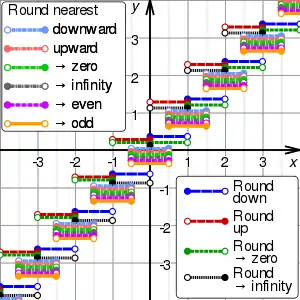 Round nearest
downward
upward
→ zero
→ infinity
→ even
→ odd
y
3
2
1
-3
-2
-1
1
2
3
x
-1
-2
-3
Round
down
Round
up
Round
→ zero
Round
→ infinity